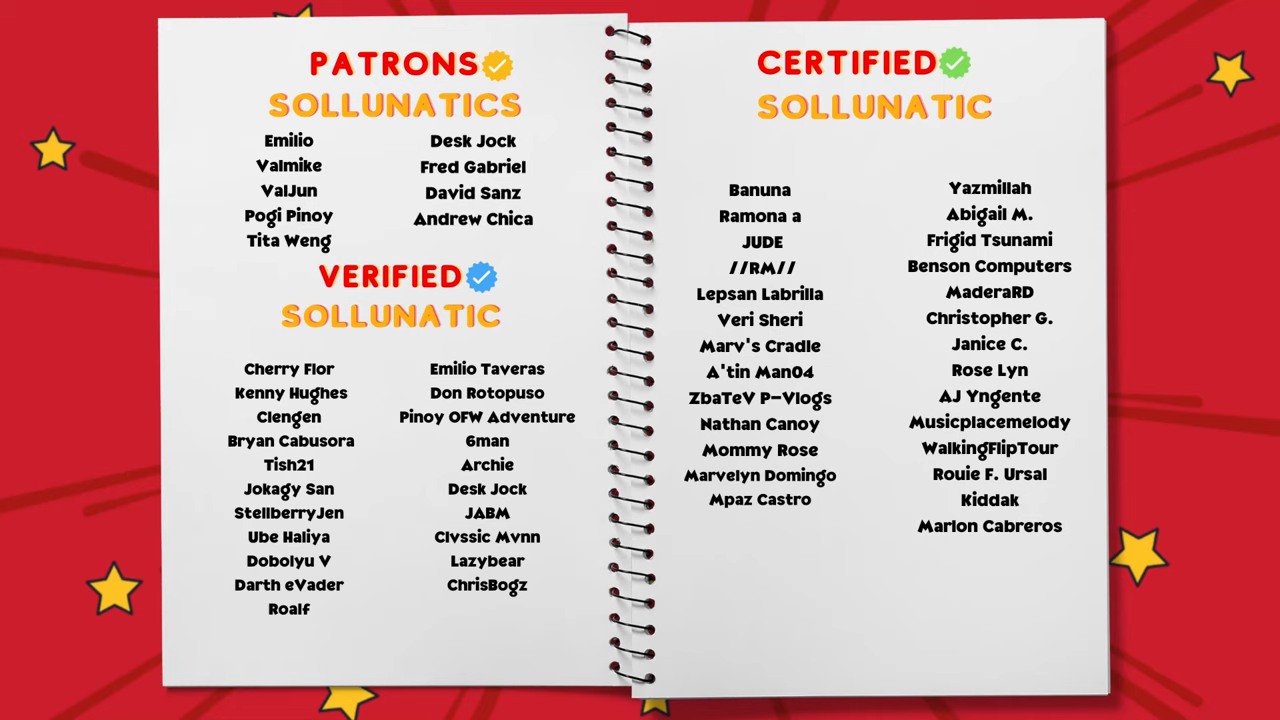 PATRONS
SOLLUNATICS
Emilio
Valmike
ValJun
Pogi Pinoy
Tita Weng
Desk Jock
Fred Gabriel
David Sanz
Andrew Chica
VERIFIED
SOLLUNATIC
Cherry Flor
Kenny Hughes
Clengen
Bryan Cabusora
Tish21
Jokagy San
StellberryJen
Ube Haliya
Dobolyu V
Darth eVader
Roalf
Emilio Taveras
Don Rotopuso
Pinoy OFW Adventure
6man
Archie
Desk Jock
JABM
Clvssic Mvnn
Lazybear
ChrisBogz
CERTIFIED
SOLLUNATIC
Banuna
Ramona a
JUDE
//RM//
Lepsan Labrilla
Veri Sheri
Marv's Cradle
A'tin Man04
ZbaTeV P-Vlogs
Nathan Canoy
Mommy Rose
Marvelyn Domingo
Mpaz Castro
Yazmillah
Abigail M.
Frigid Tsunami
Benson Computers
MaderaRD
Christopher G.
Janice C.
Rose Lyn
AJ Yngente
Musicplacemelody
WalkingFlipTour
Rouie F. Ursal
Kiddak
Marlon Cabreros